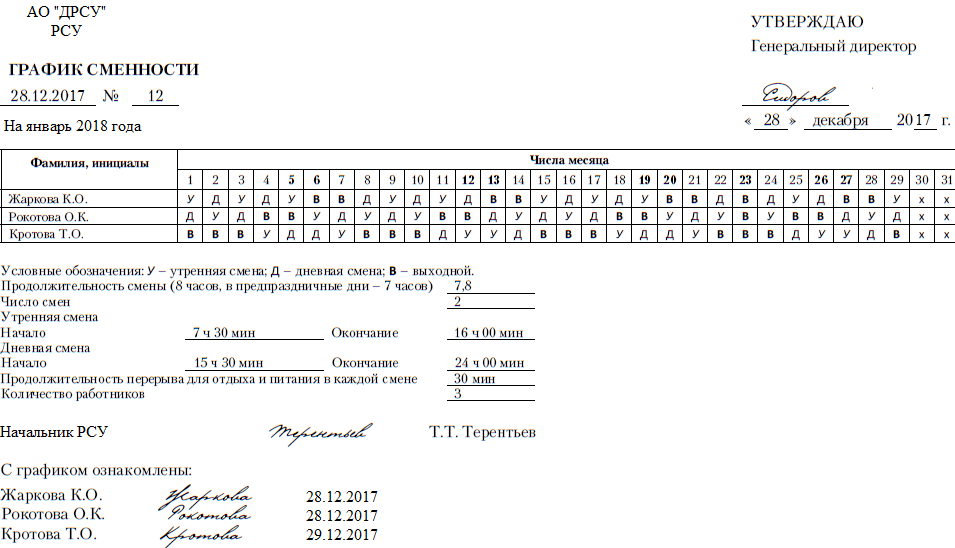 АО "ДРСУ"
РСУ
УТВЕРЖДАЮ
Генеральный директор
ГРАФИК СМЕННОСТИ
28.12.2017 № 12
Сидоров
На январь 2018 года
« 28 » декабря 2017 г.
Фамилия, инициалы Числа месяца
1 2 3 4 5 6 7 8 9 10 11 12 13 14 15 16 17 18 19 20 21 22 23 24 25 26 27 28 29 30 31
Жаркова К.О. У Д У Д У В В Д У Д У Д В В У Д У Д У В В Д В Д У Д В В У х х
Рокотова О.К. Д У Д В В У Д У Д У В В Д У Д У Д В В У Д У В У В В Д У Д х х
Кротова Т.О. В В В У Д Д У В В В Д У У Д В В В У Д Д У В В В Д У У Д В х х
Условные обозначения: У – утренняя смена; Д – дневная смена; В – выходной.
Продолжительность смены (8 часов, в предпраздничные дни – 7 часов) 7,8
Число смен 2
Утренняя смена
Начало 7 ч 30 мин Окончание 16 ч 00 мин
Дневная смена
Начало 15 ч 30 мин Окончание 24 ч 00 мин
Продолжительность перерыва для отдыха и питания в каждой смене 30 мин
Количество работников 3
Начальник РСУ Терентьев Т.Т. Терентьев
С графиком ознакомлены:
Жаркова К.О. Жаркова 28.12.2017
Рокотова О.К. Рокотова 28.12.2017
Кротова Т.О. Кротова 29.12.2017